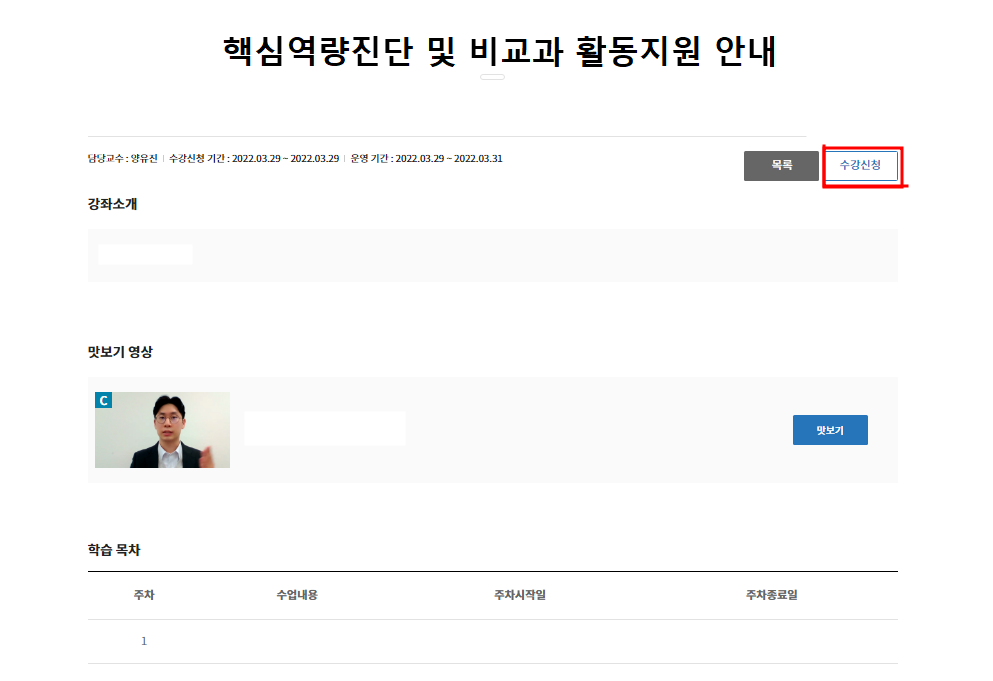 핵심역량진단 및 비교과 활동지원 안내
담당교수 : 양유진 | 수강신청 기간 : 2022.03.29 ~ 2022.03.29 | 운영 기간 : 2022.03.29 ~ 2022.03.31
목록 수강신청
강좌소개
맛보기 영상
C
맛보기
학습 목차
주차 수업내용 주차시작일 주차종료일
1